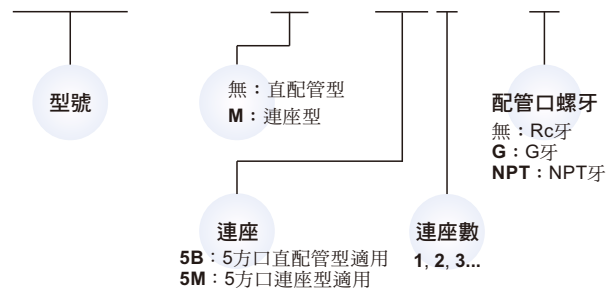 型號
無：直配管型
M：連座型
配管口螺牙
無：Rc牙
G：G牙
NPT：NPT牙
連座
5B：5方口直配管型適用
5M：5方口連座型適用
連座數
1, 2, 3...